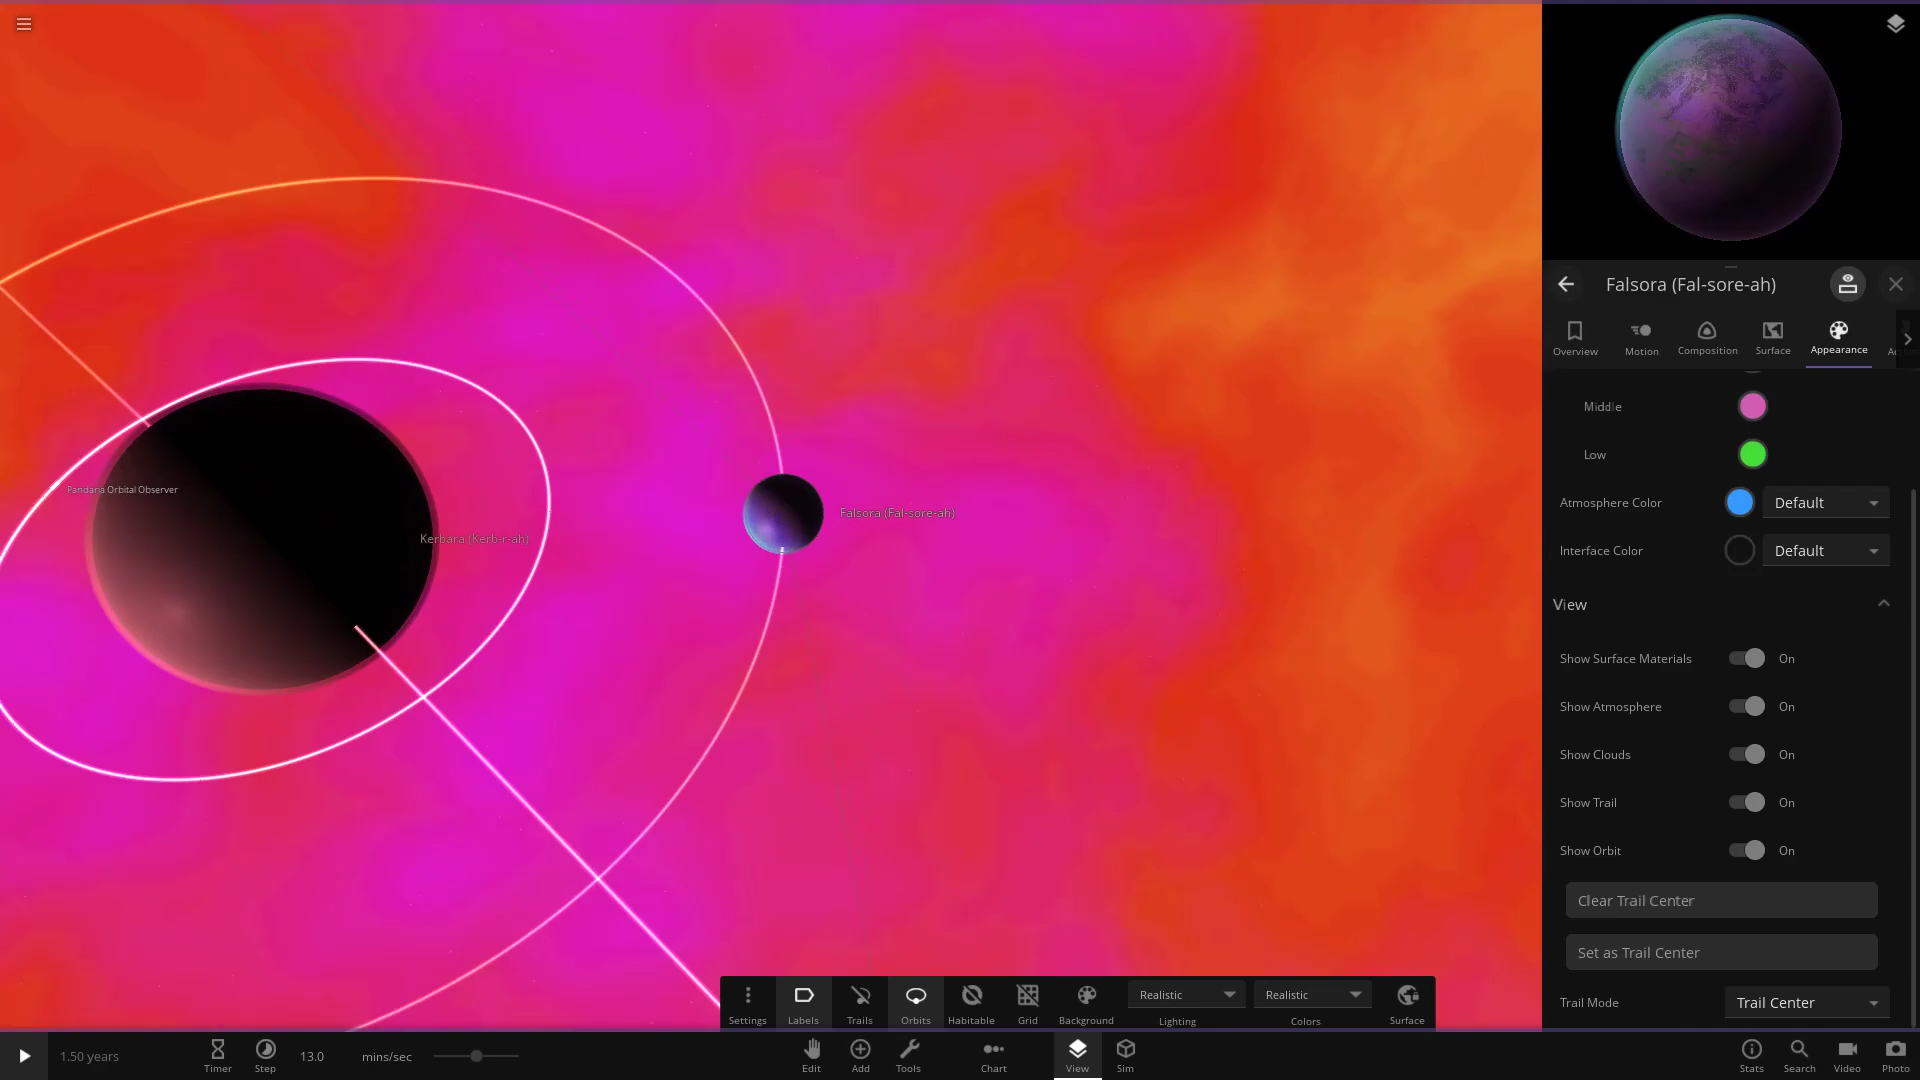 Pandaria Orbital Observer
Kerbara (Kerb-r-ah)
Falsora (Fal-sore-ah)
Falsora (Fal-sore-ah)
Overview
Motion
Composition
Surface
Appearance
Middle
Low
Atmosphere Color
Default
Interface Color
Default
View
Show Surface Materials
On
Show Atmosphere
On
Show Clouds
On
Show Trail
On
Show Orbit
On
Clear Trail Center
Set as Trail Center
Trail Mode
Trail Center
Settings
Labels
Trails
Orbits
Habitable
Grid
Background
Realistic
Lighting
Realistic
Colors
Surface
1.50 years
Timer
Step
13.0
mins/sec
Edit
Add
Tools
Chart
View
Sim
Stats
Search
Video
Photo